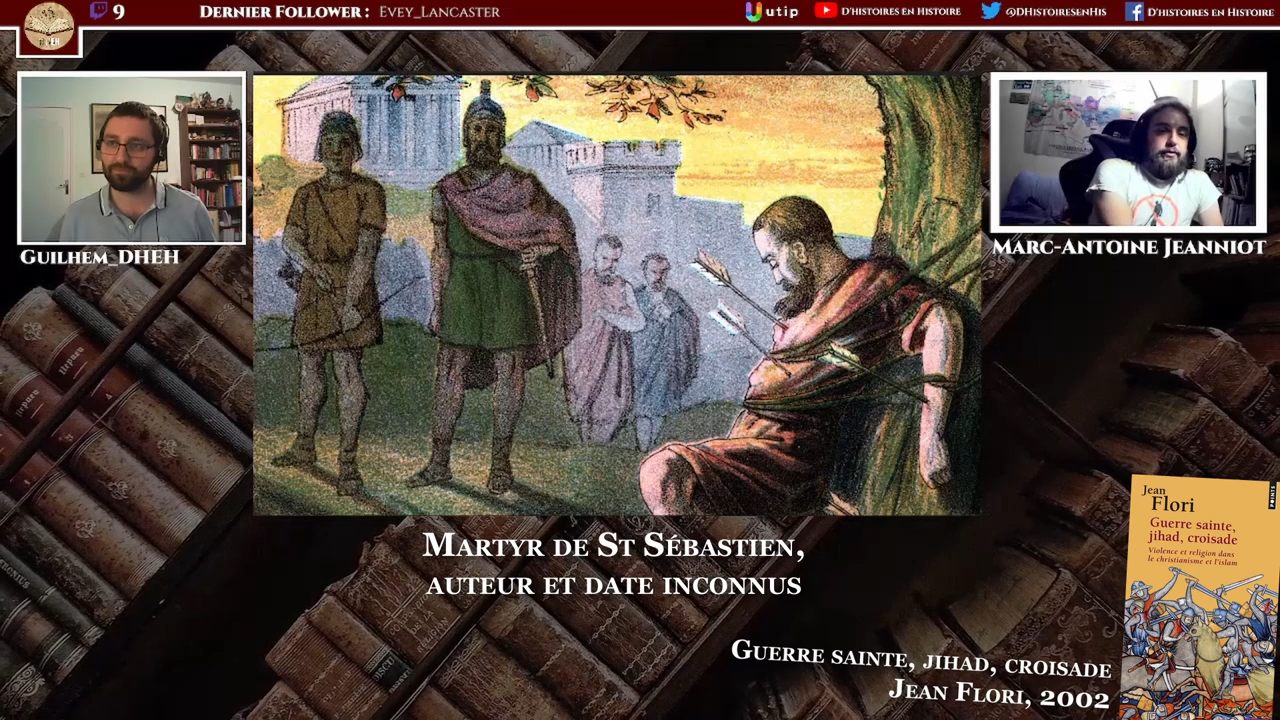 9
Dernier Follower : Evey_Lancaster
utip
D'histoires en Histoire
@DHistoiresenHis
D'histoires en Histoire
Guilhem_DHEH
Marc-Antoine Jeanniot
Martyr de St Sébastien,
auteur et date inconnus
Jean
Flori
Guerre sainte,
jihad, croisade
Violence et religion dans
le christianisme et l'islam
POINTS
Guerre sainte, jihad, croisade
Jean Flori, 2002